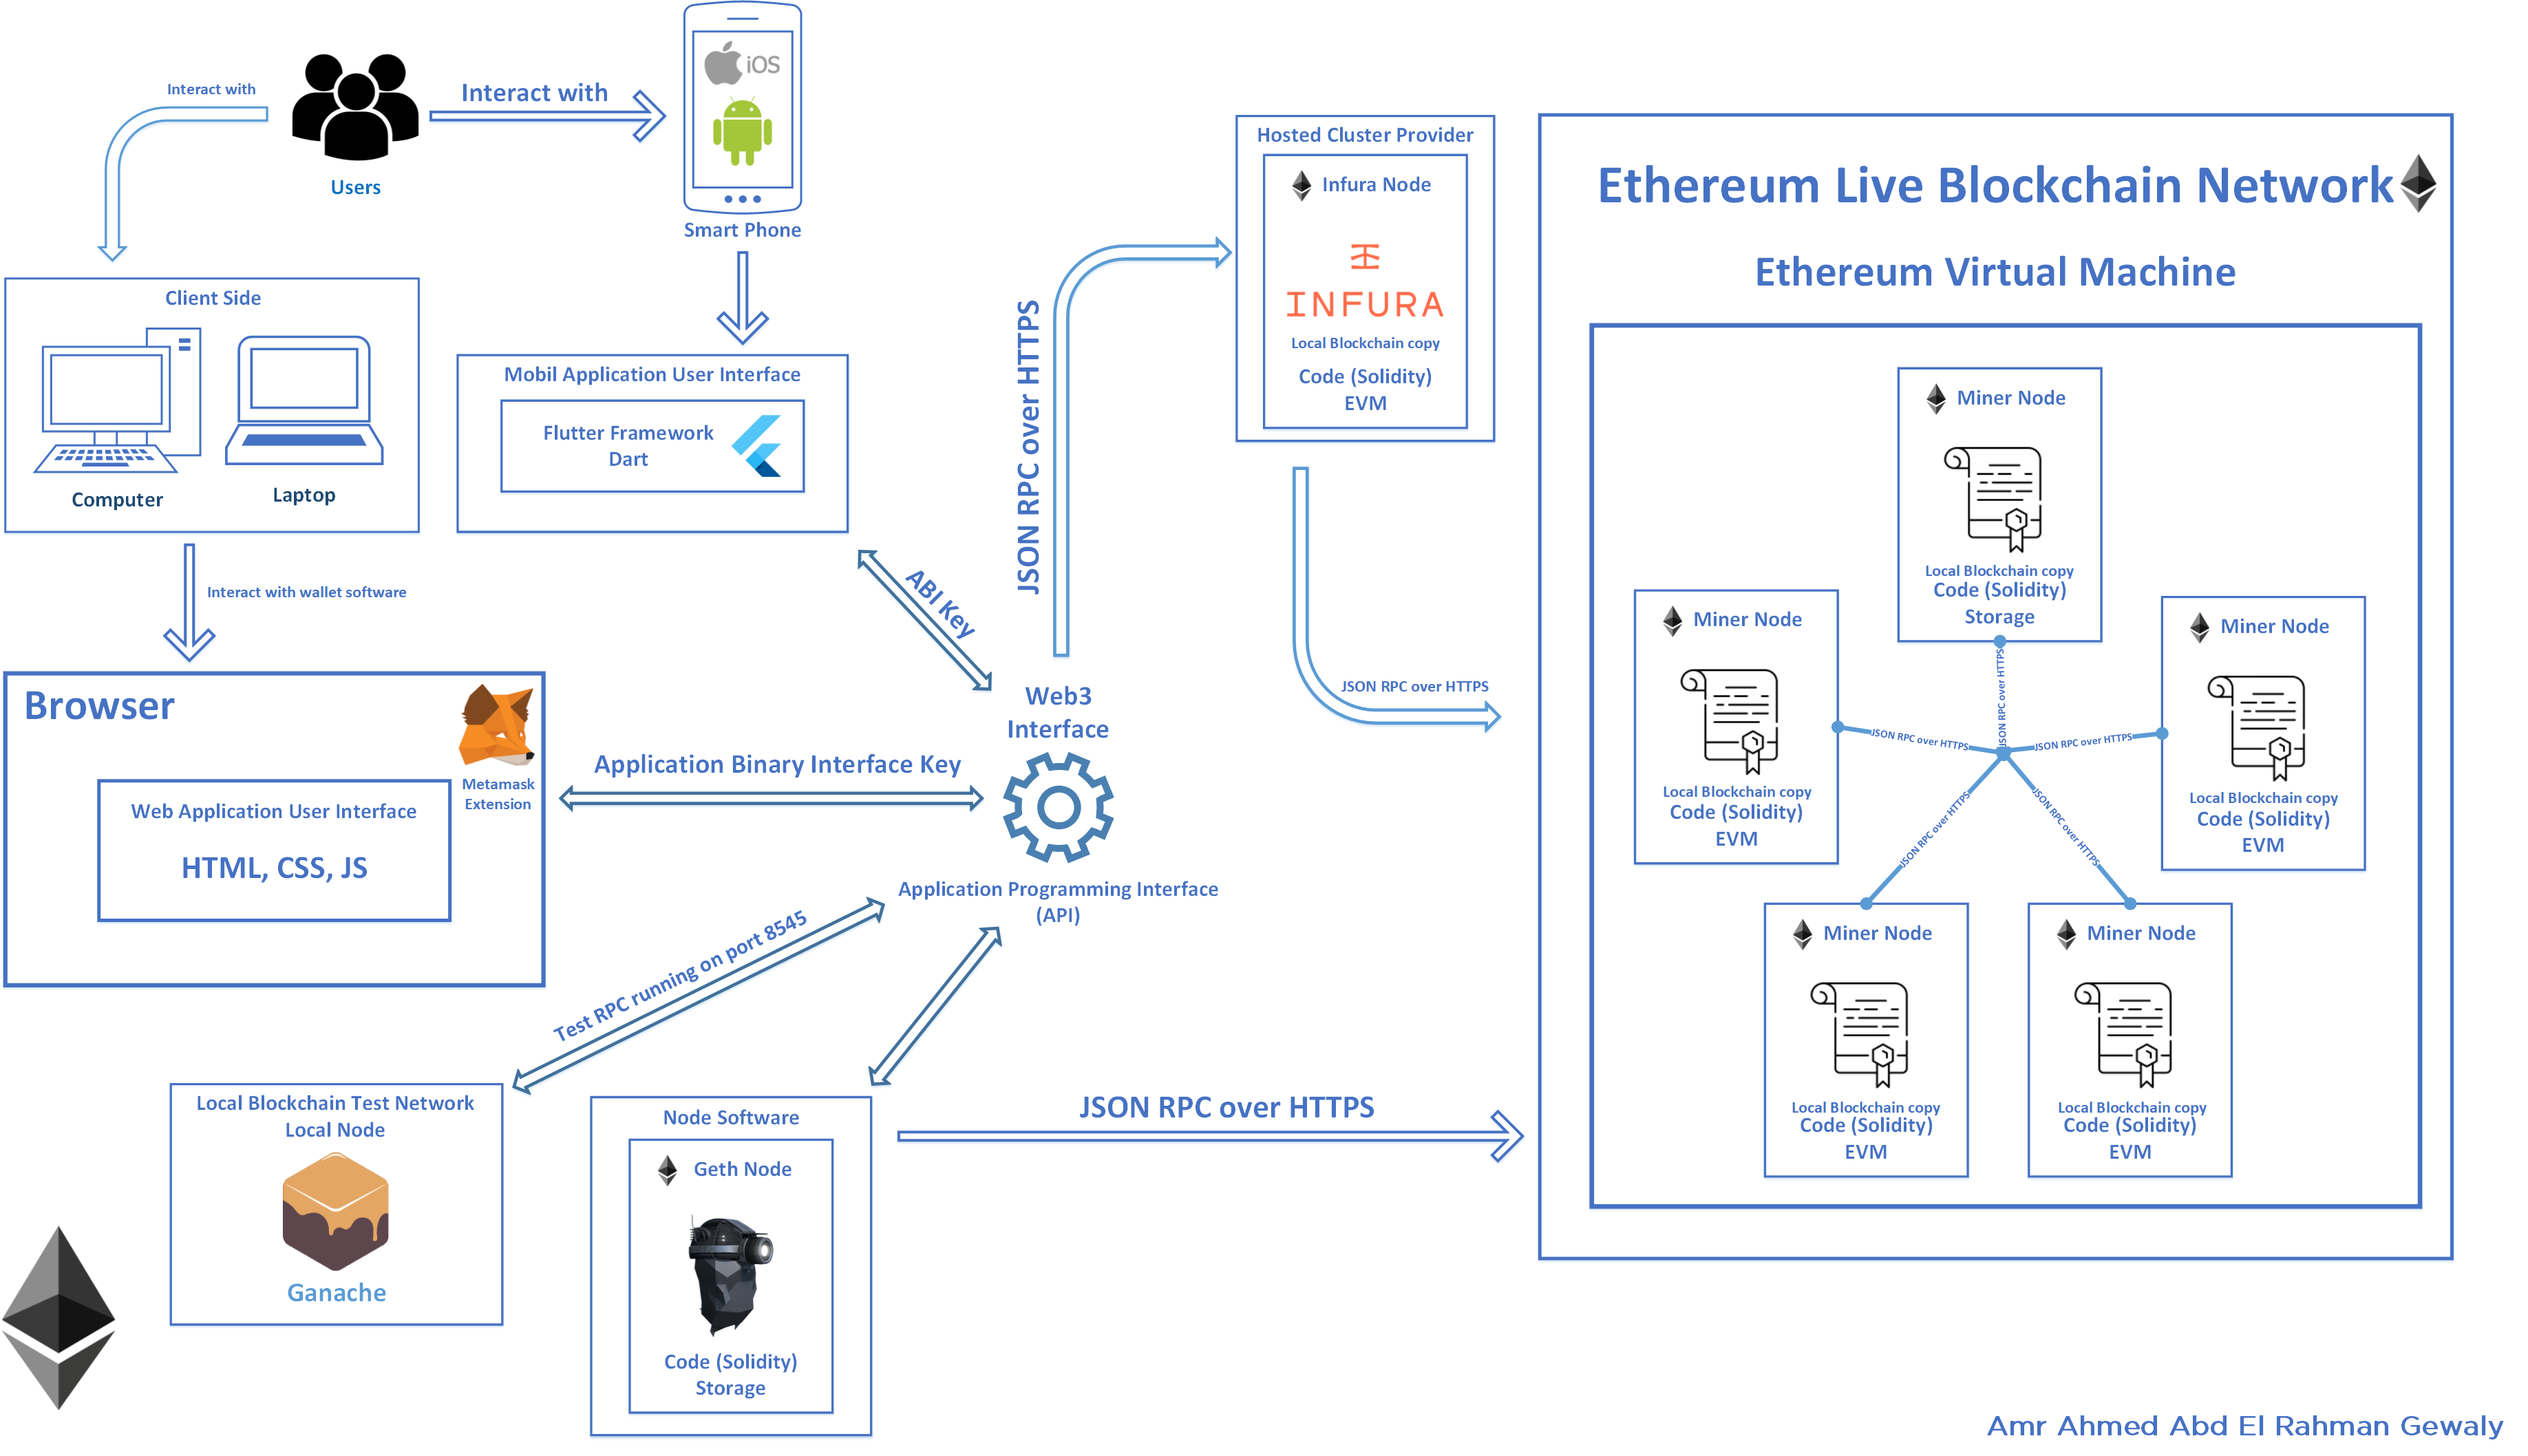 Interact with
Users
Interact with
iOS
Smart Phone
Client Side
Computer
Laptop
Interact with wallet software
Mobil Application User Interface
Flutter Framework
Dart
ABI Key
Browser
Metamask
Extension
Web Application User Interface
HTML, CSS, JS
Application Binary Interface Key
Web3
Interface
Application Programming Interface
(API)
Test RPC running on port 8545
Local Blockchain Test Network
Local Node
Ganache
Node Software
Geth Node
Code (Solidity)
Storage
JSON RPC over HTTPS
JSON RPC over HTTPS
Hosted Cluster Provider
Infura Node
INFURA
Local Blockchain copy
Code (Solidity)
EVM
JSON RPC over HTTPS
Ethereum Live Blockchain Network
Ethereum Virtual Machine
Miner Node
Local Blockchain copy
Code (Solidity)
Storage
Miner Node
Local Blockchain copy
Code (Solidity)
EVM
Miner Node
Local Blockchain copy
Code (Solidity)
EVM
JSON RPC over HTTPS
JSON RPC over HTTPS
JSON RPC over HTTPS
JSON RPC over HTTPS
JSON RPC over HTTPS
Miner Node
Local Blockchain copy
Code (Solidity)
EVM
Miner Node
Local Blockchain copy
Code (Solidity)
EVM
Amr Ahmed Abd El Rahman Gewaly